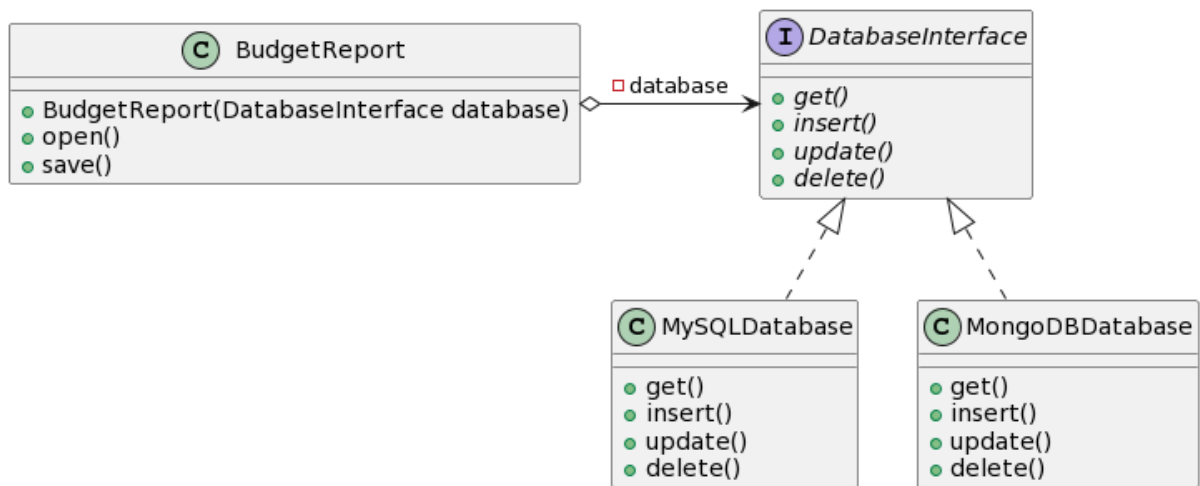 C BudgetReport
BudgetReport(DatabaseInterface database)
open()
save()
database
I DatabaseInterface
get()
insert()
update()
delete()
C MySQLDatabase
get()
insert()
update()
delete()
C MongoDBDatabase
get()
insert()
update()
delete()